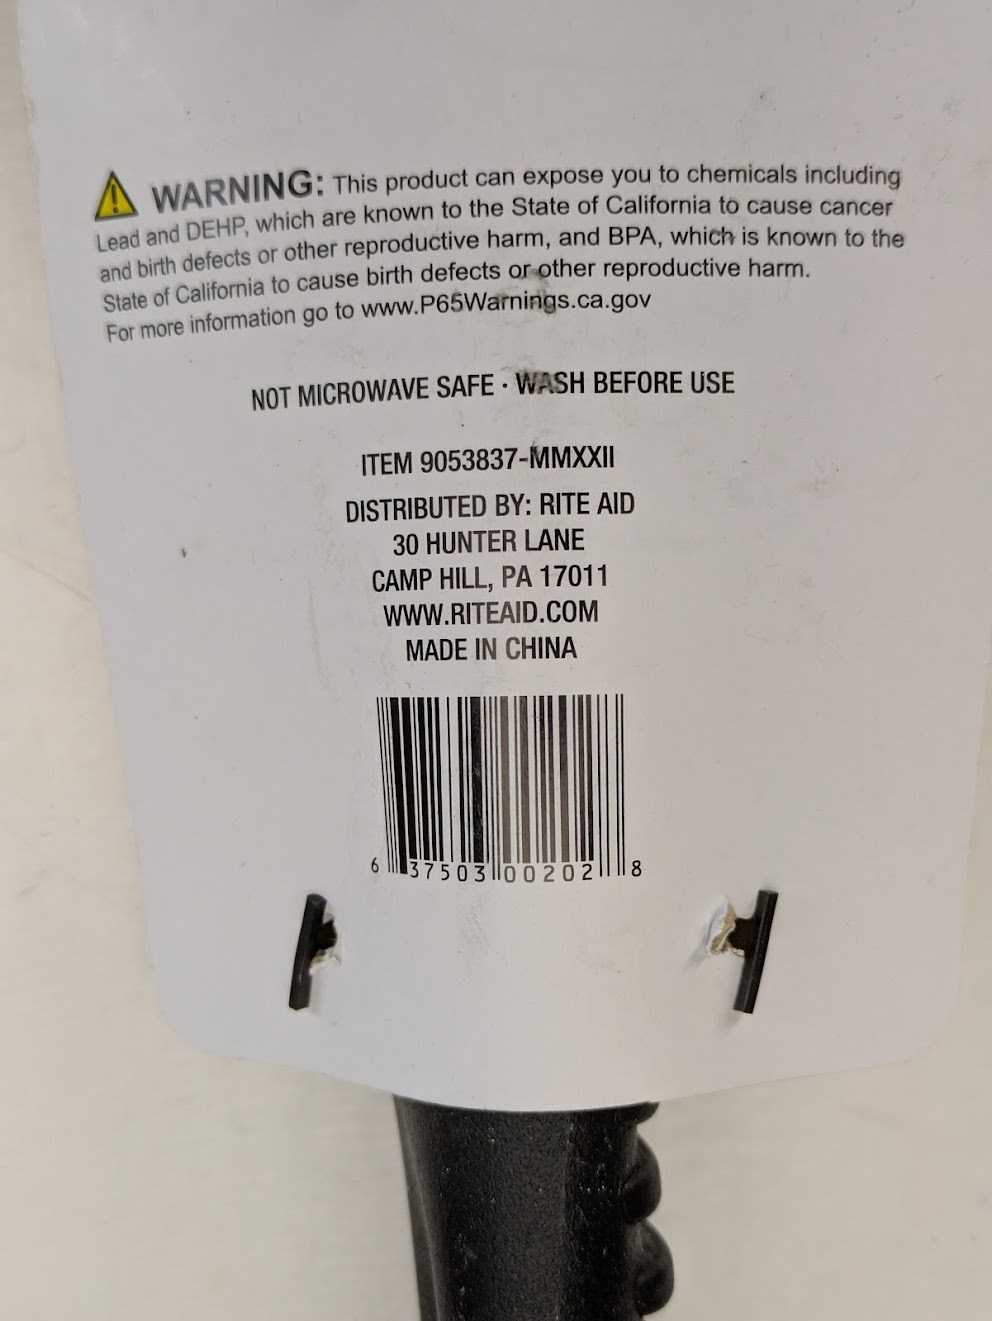 WARNING: This product can expose you to chemicals including
Lead and DEHP, which are known to the State of California to cause cancer
and birth defects or other reproductive harm, and BPA, which is known to the
State of California to cause birth defects or other reproductive harm.
For more information go to www.P65Warnings.ca.gov
NOT MICROWAVE SAFE · WASH BEFORE USE
ITEM 9053837-MMXXII
DISTRIBUTED BY: RITE AID
30 HUNTER LANE
CAMP HILL, PA 17011
WWW.RITEAID.COM
MADE IN CHINA
6 37503 00202 8